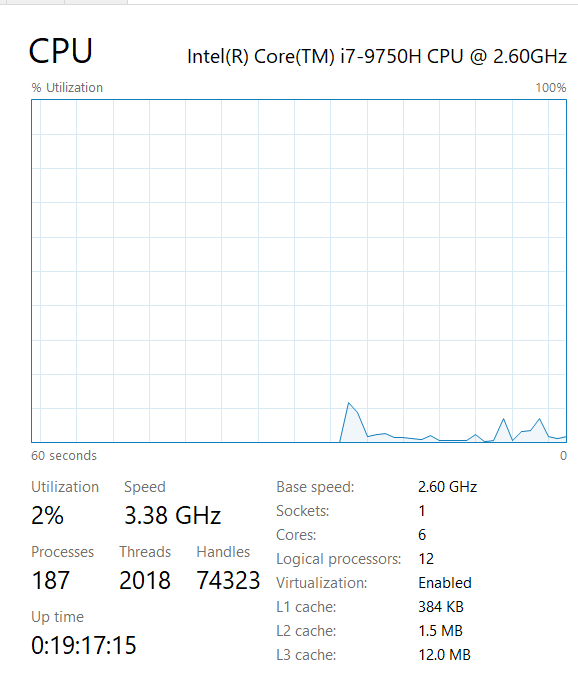 CPU Intel(R) Core(TM) i7-9750H CPU @ 2.60GHz
% Utilization 100%
60 seconds 0
Utilization Speed
2% 3.38 GHz
Processes Threads Handles
187 2018 74323
Up time
0:19:17:15
Base speed: 2.60 GHz
Sockets: 1
Cores: 6
Logical processors: 12
Virtualization: Enabled
L1 cache: 384 KB
L2 cache: 1.5 MB
L3 cache: 12.0 MB